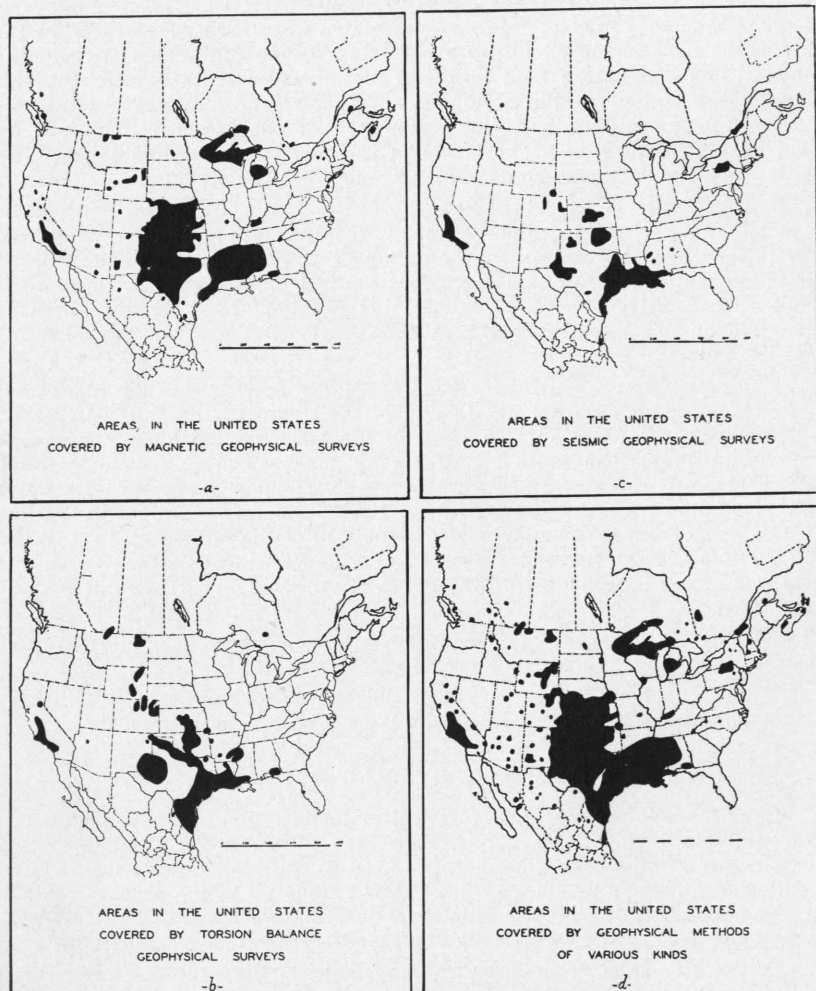 AREAS IN THE UNITED STATES
COVERED BY MAGNETIC GEOPHYSICAL SURVEYS
-a-
AREAS IN THE UNITED STATES
COVERED BY SEISMIC GEOPHYSICAL SURVEYS
-c-
AREAS IN THE UNITED STATES
COVERED BY TORSION BALANCE
GEOPHYSICAL SURVEYS
-b-
AREAS IN THE UNITED STATES
COVERED BY GEOPHYSICAL METHODS
OF VARIOUS KINDS
-d-